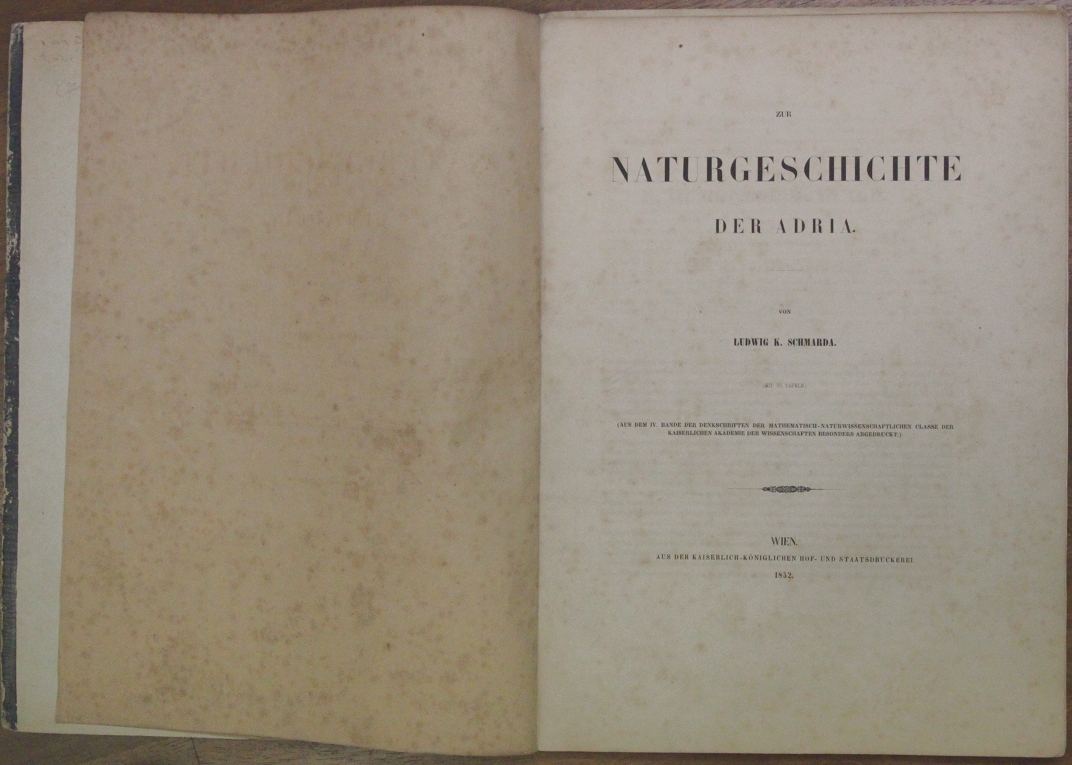 ZUR
NATURGESCHICHTE
DER ADRIA.
VON
LUDWIG K. SCHMARDA.
(AUS DEM IV. BANDE DER DENKSCHRIFTEN DER MATHEMATISCH-NATURWISSENSCHAFTLICHEN CLASSE DER
KAISERLICHEN AKADEMIE DER WISSENSCHAFTEN BESONDERS ABGEDRUCKT.)
WIEN.
AUS DER KAISERLICH-KÖNIGLICHEN HOF- UND STAATSDRUCKEREI.
1852.